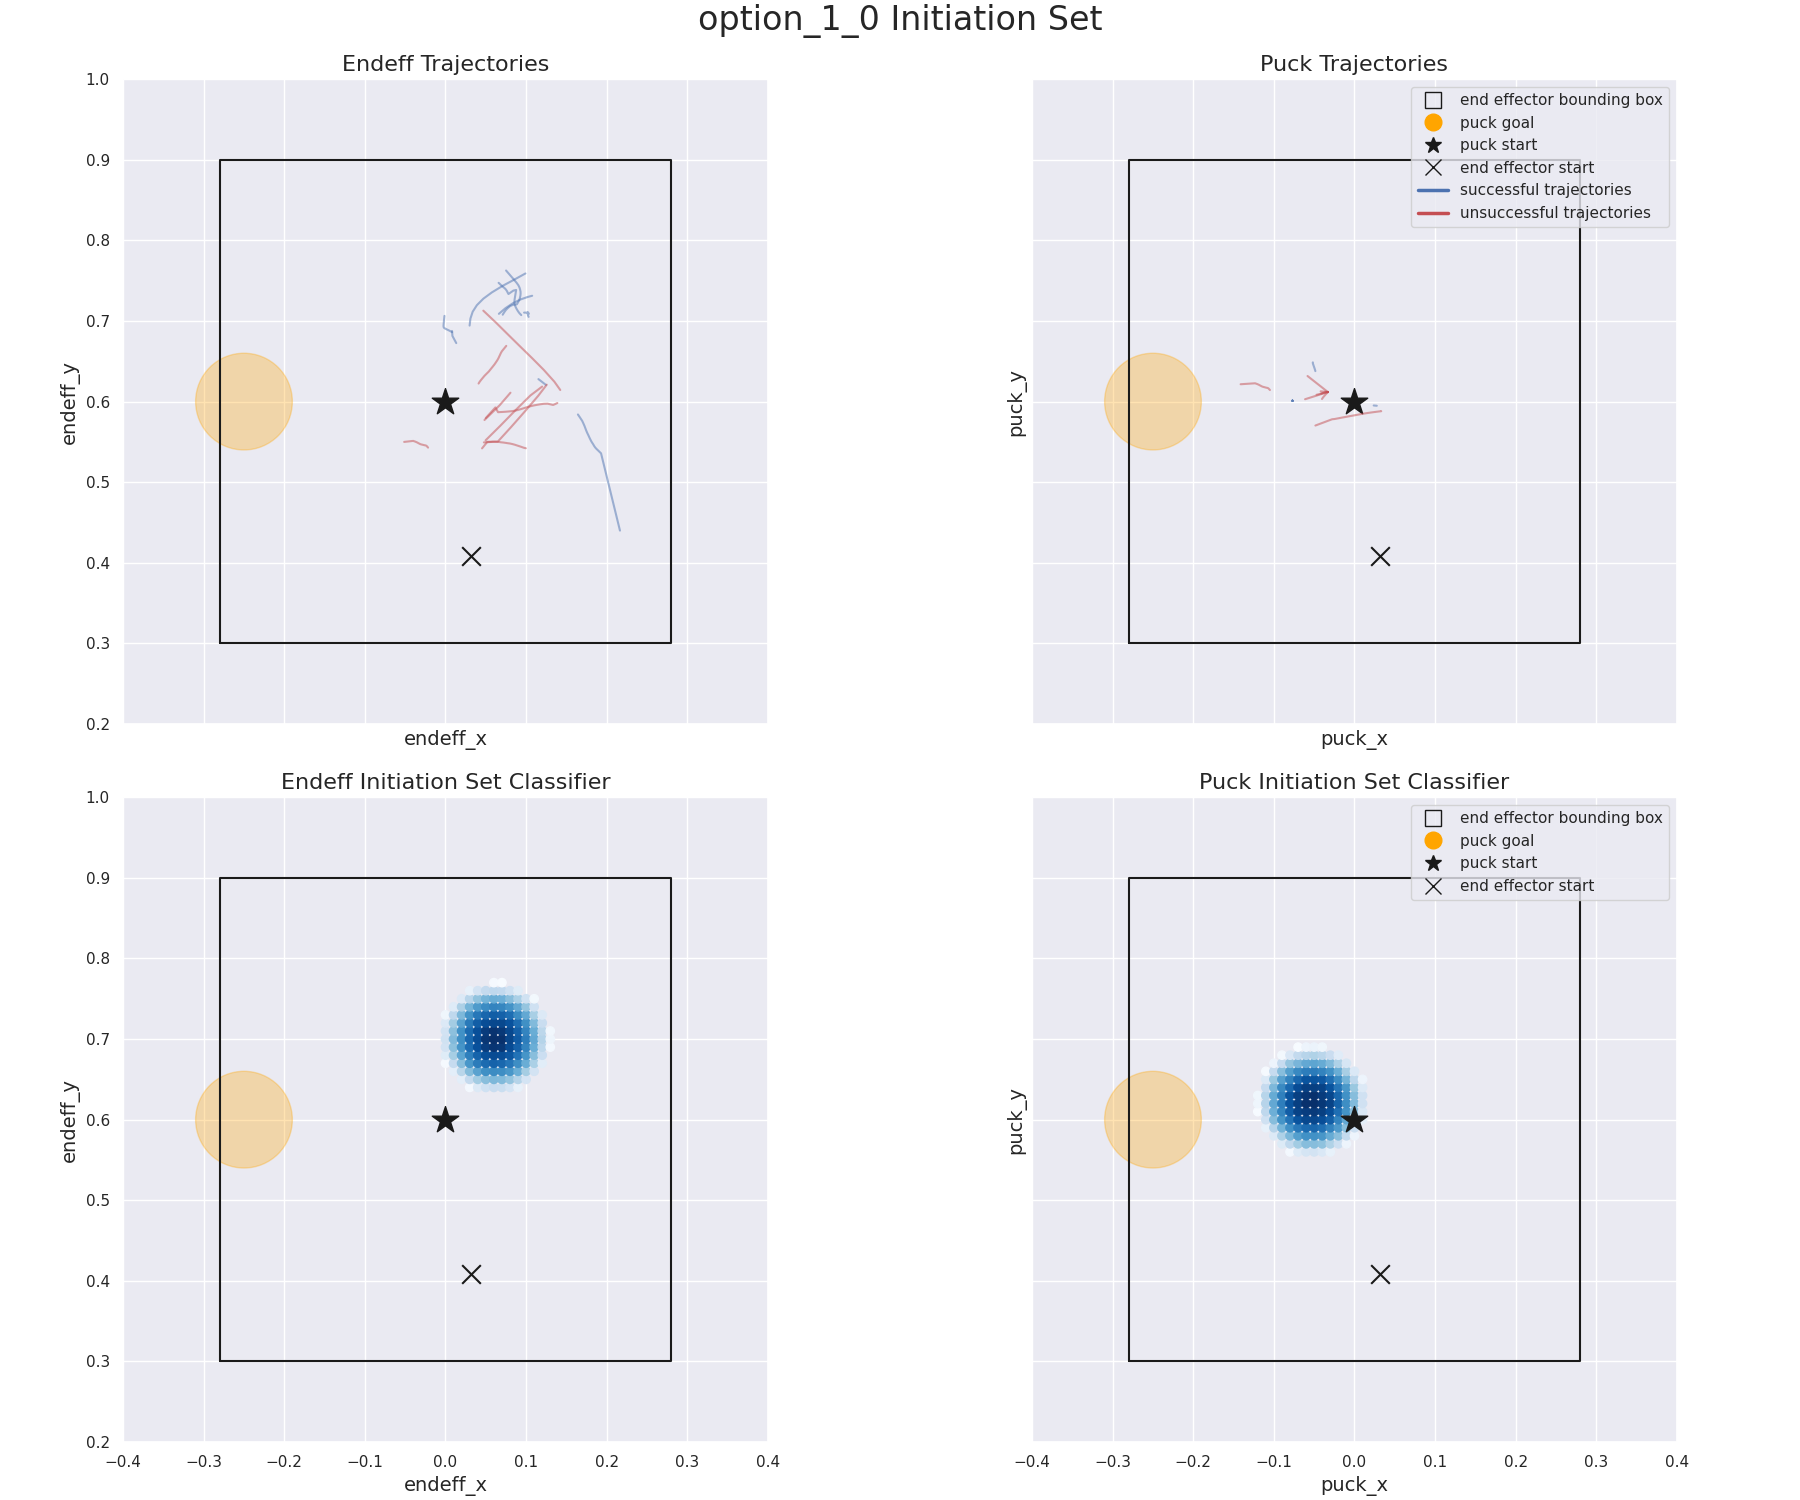 option_1_0 Initiation Set
Endeff Trajectories
Puck Trajectories
1.0
0.9
0.8
0.7
0.6
0.5
0.4
0.3
0.2
endeff_y
endeff_x
puck_y
puck_x
end effector bounding box
puck goal
puck start
end effector start
successful trajectories
unsuccessful trajectories
Endeff Initiation Set Classifier
Puck Initiation Set Classifier
1.0
0.9
0.8
0.7
0.6
0.5
0.4
0.3
0.2
endeff_y
−0.4 −0.3 −0.2 −0.1 0.0 0.1 0.2 0.3 0.4
endeff_x
puck_y
end effector bounding box
puck goal
puck start
end effector start
−0.4 −0.3 −0.2 −0.1 0.0 0.1 0.2 0.3 0.4
puck_x